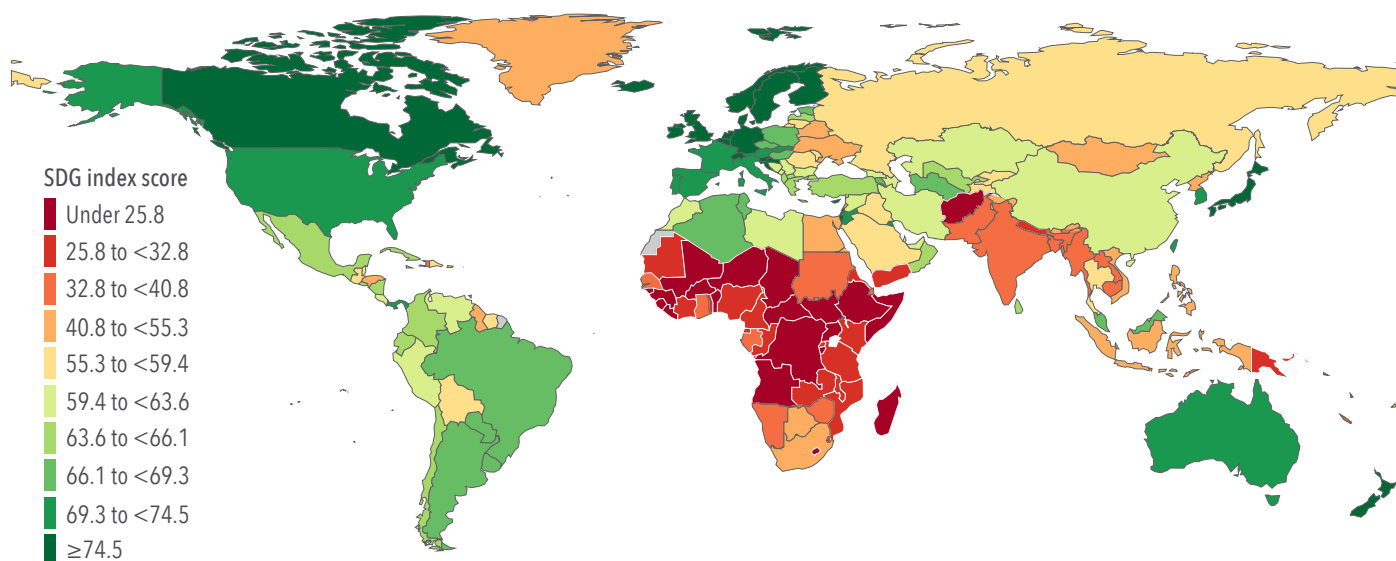 SDG index score
Under 25.8
25.8 to <32.8
32.8 to <40.8
40.8 to <55.3
55.3 to <59.4
59.4 to <63.6
63.6 to <66.1
66.1 to <69.3
69.3 to <74.5
≥74.5